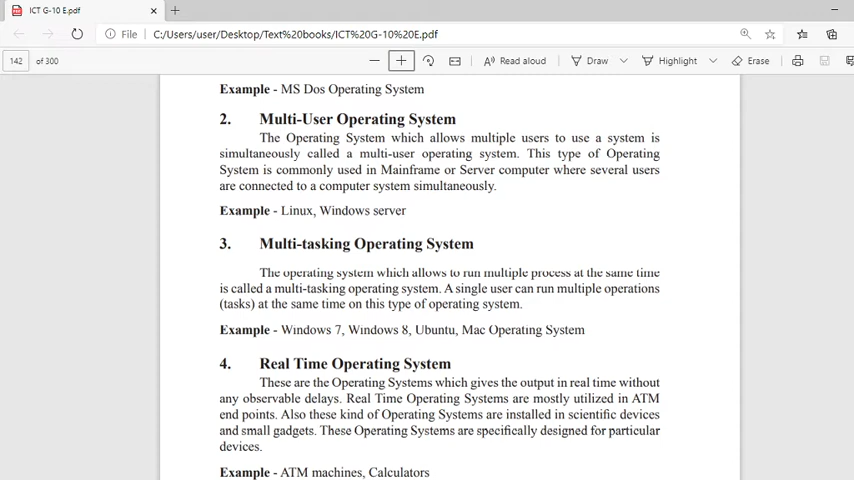 ICT G-10 E.pdf
File C:/Users/user/Desktop/Text%20books/ICT%20G-10%20E.pdf
142 of 300 Read aloud Draw Highlight Erase
Example - MS Dos Operating System
2. Multi-User Operating System
The Operating System which allows multiple users to use a system is
simultaneously called a multi-user operating system. This type of Operating
System is commonly used in Mainframe or Server computer where several users
are connected to a computer system simultaneously.
Example - Linux, Windows server
3. Multi-tasking Operating System
The operating system which allows to run multiple process at the same time
is called a multi-tasking operating system. A single user can run multiple operations
(tasks) at the same time on this type of operating system.
Example - Windows 7, Windows 8, Ubuntu, Mac Operating System
4. Real Time Operating System
These are the Operating Systems which gives the output in real time without
any observable delays. Real Time Operating Systems are mostly utilized in ATM
end points. Also these kind of Operating Systems are installed in scientific devices
and small gadgets. These Operating Systems are specifically designed for particular
devices.
Example - ATM machines, Calculators